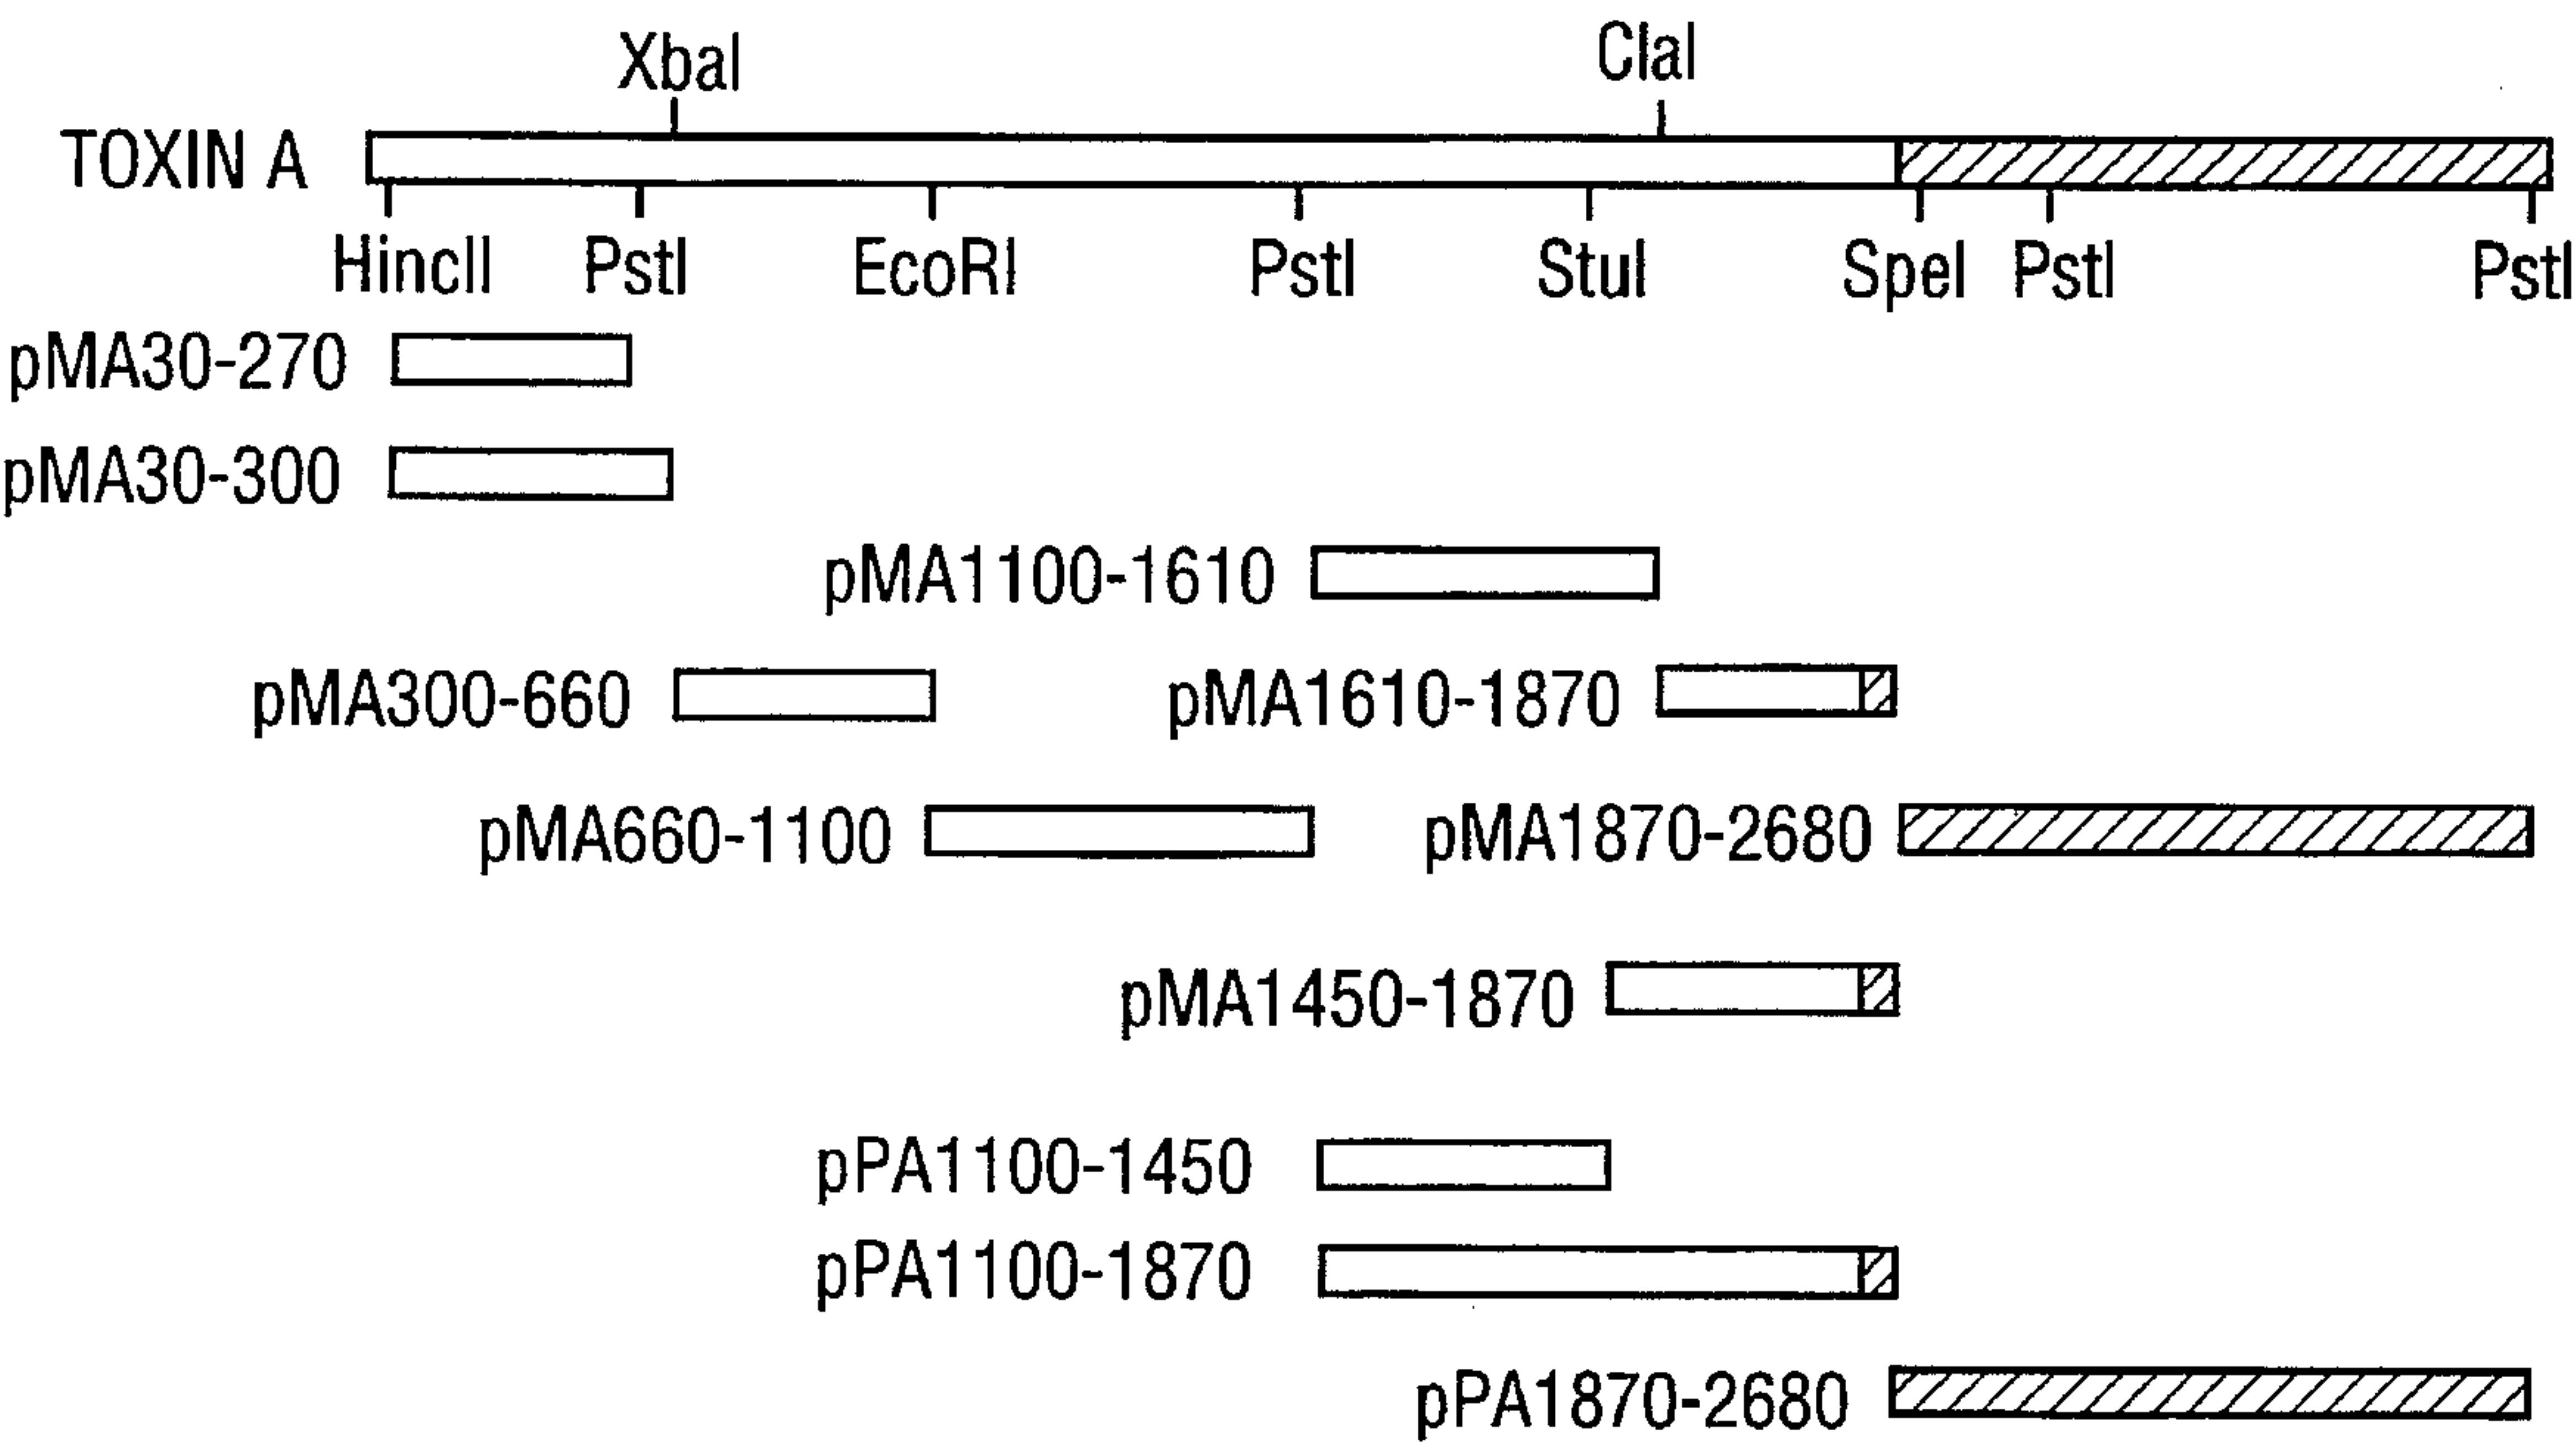 XbaI ClaI
TOXIN A
HincII PstI EcoRI PstI StuI SpeI PstI PstI
pMA30-270
pMA30-300
pMA1100-1610
pMA300-660 pMA1610-1870
pMA660-1100 pMA1870-2680
pMA1450-1870
pPA1100-1450
pPA1100-1870
pPA1870-2680